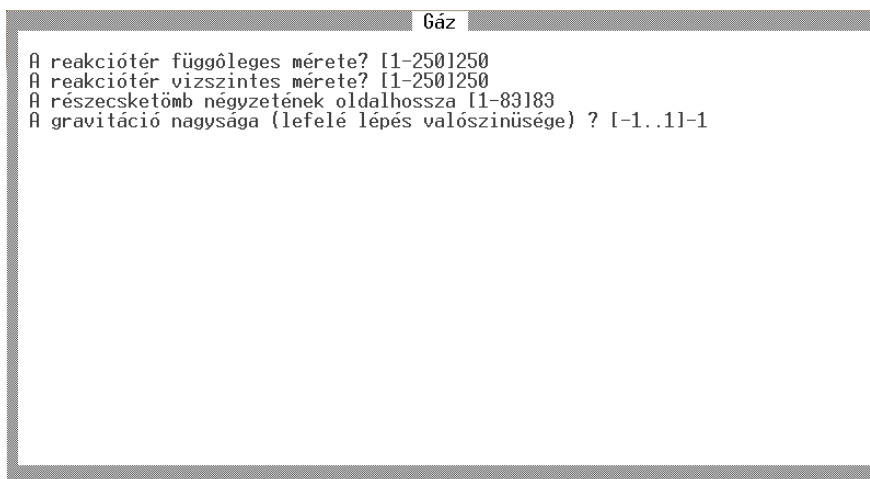 Gáz
A reakciótér függôleges mérete? [1-250]250
A reakciótér vizszintes mérete? [1-250]250
A részecsketömb négyzetének oldalhossza [1-83]83
A gravitáció nagysága (lefelé lépés valószinüsége) ? [-1..1]-1